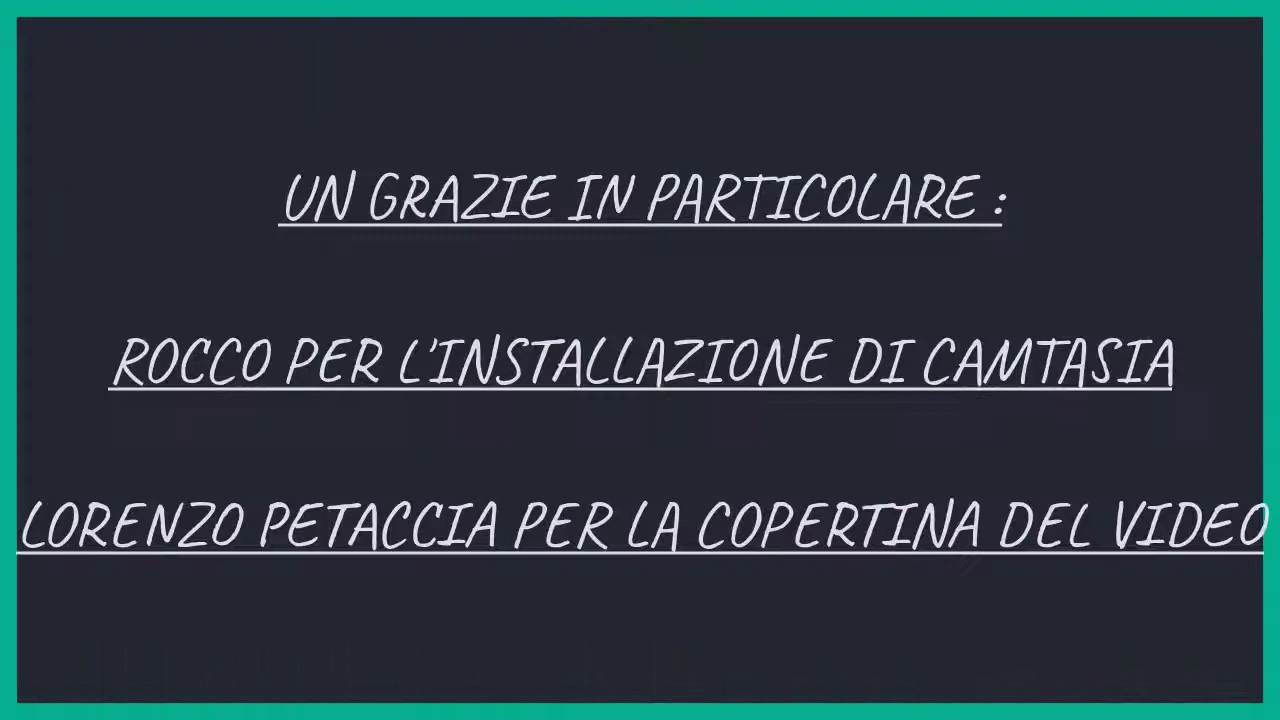 UN GRAZIE IN PARTICOLARE :
ROCCO PER L'INSTALLAZIONE DI CAMTASIA
LORENZO PETACCIA PER LA COPERTINA DEL VIDEO